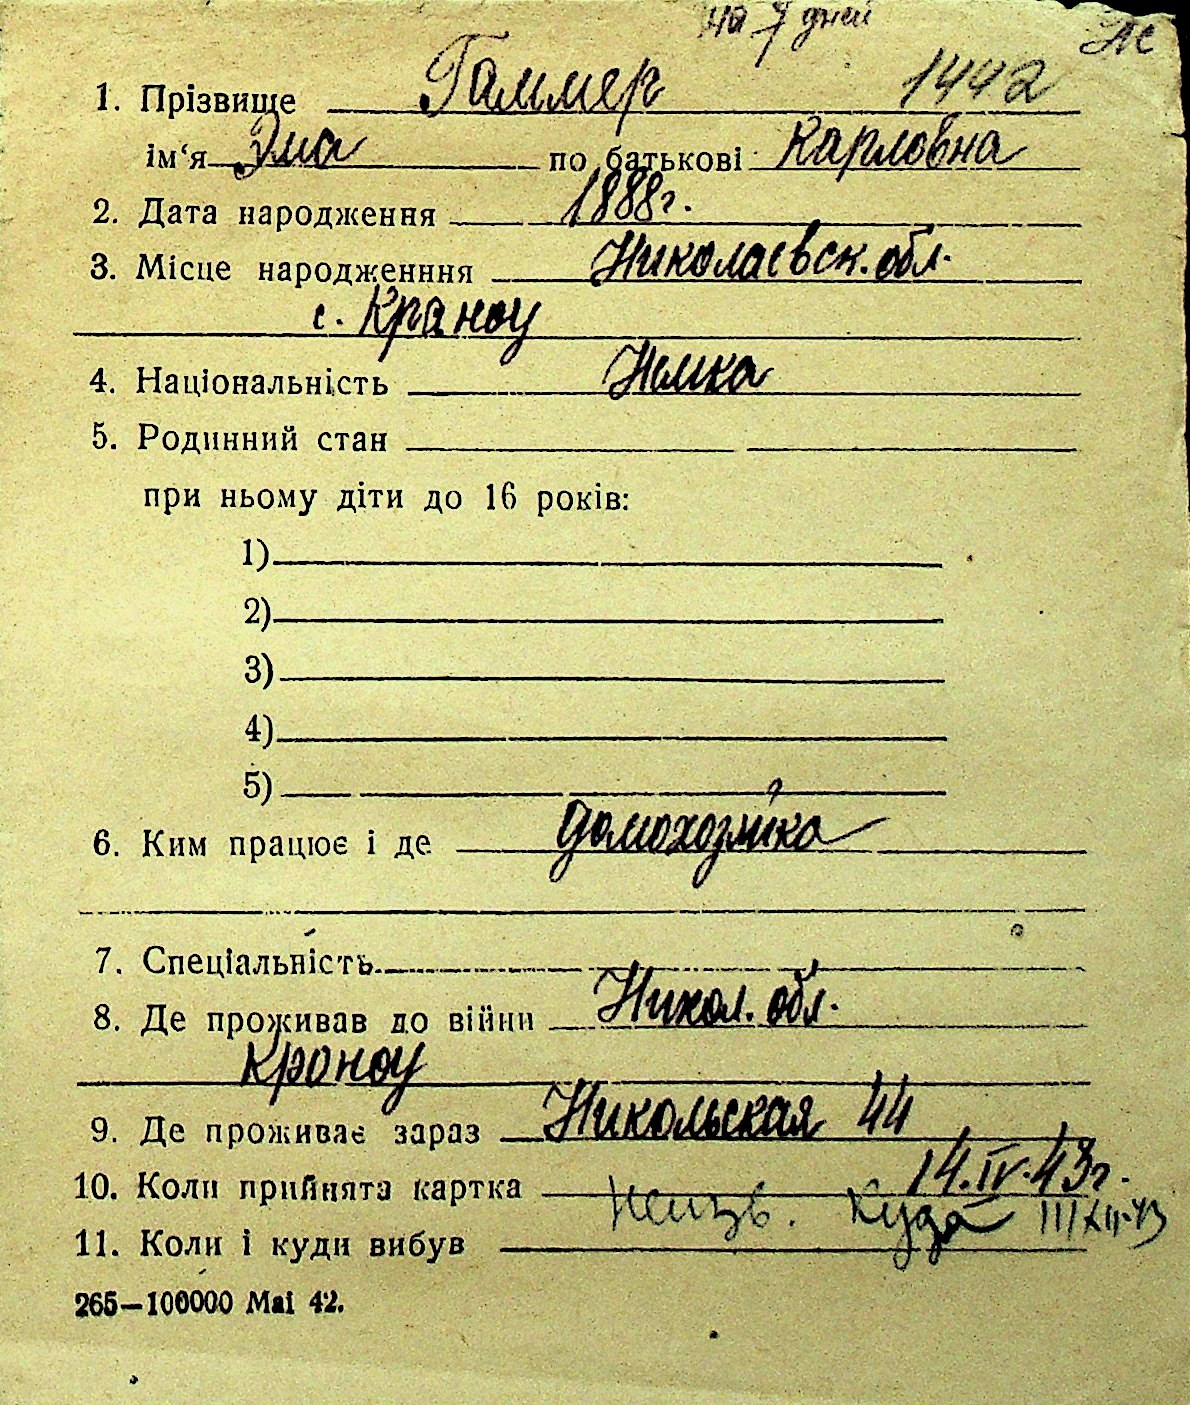 на 7 дней
1. Прізвище Гаммер 1442
ім‘я Эма по батькові Карловна
2. Дата народження 1888г.
3. Місце народженння Николаевск. обл.
с. Краноу
4. Національність Немка
5. Родинний стан
при ньому діти до 16 років:
1)
2)
3)
4)
5)
6. Ким працює і де домохозяйка
7. Спеціальність
8. Де проживав до війни Никол. обл.
Кроноу
9. Де проживає зараз Никольская 44
10. Коли прийнята картка 14.IV.43г.
11. Коли і куди вибув неизв. куда
265—100000 Маі 42.